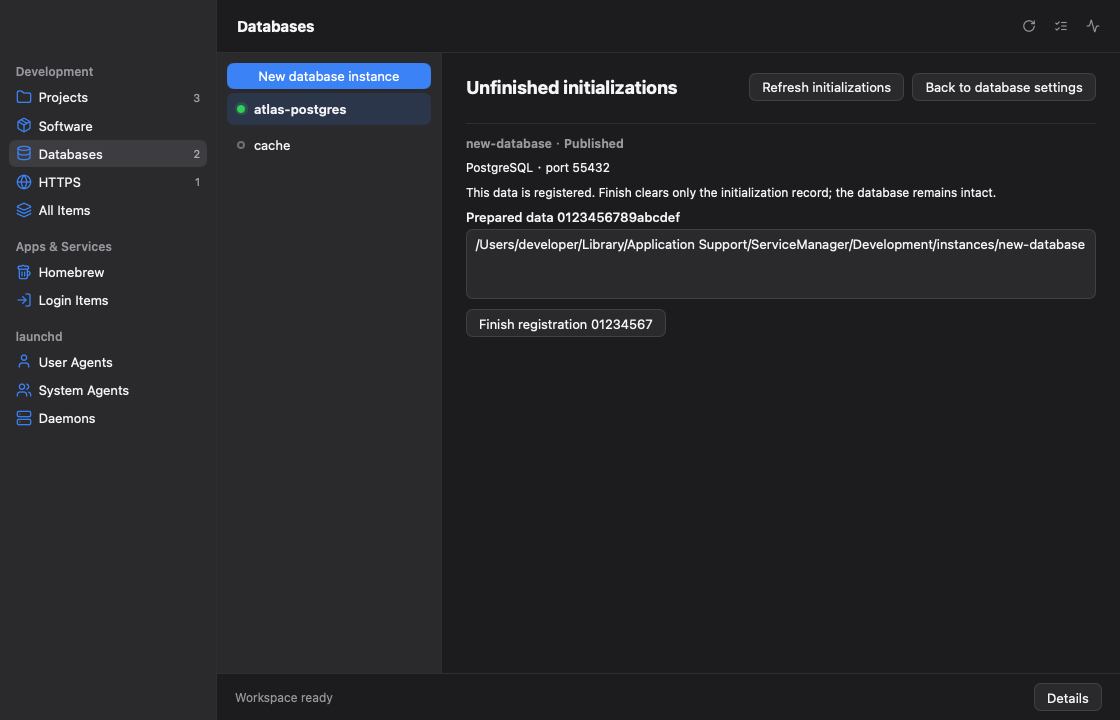 Databases
Development
Projects 3
Software
Databases 2
HTTPS 1
All Items
Apps & Services
Homebrew
Login Items
launchd
User Agents
System Agents
Daemons
New database instance
atlas-postgres
cache
Unfinished initializations
Refresh initializations
Back to database settings
new-database · Published
PostgreSQL · port 55432
This data is registered. Finish clears only the initialization record; the database remains intact.
Prepared data 0123456789abcdef
/Users/developer/Library/Application Support/ServiceManager/Development/instances/new-database
Finish registration 01234567
Workspace ready
Details